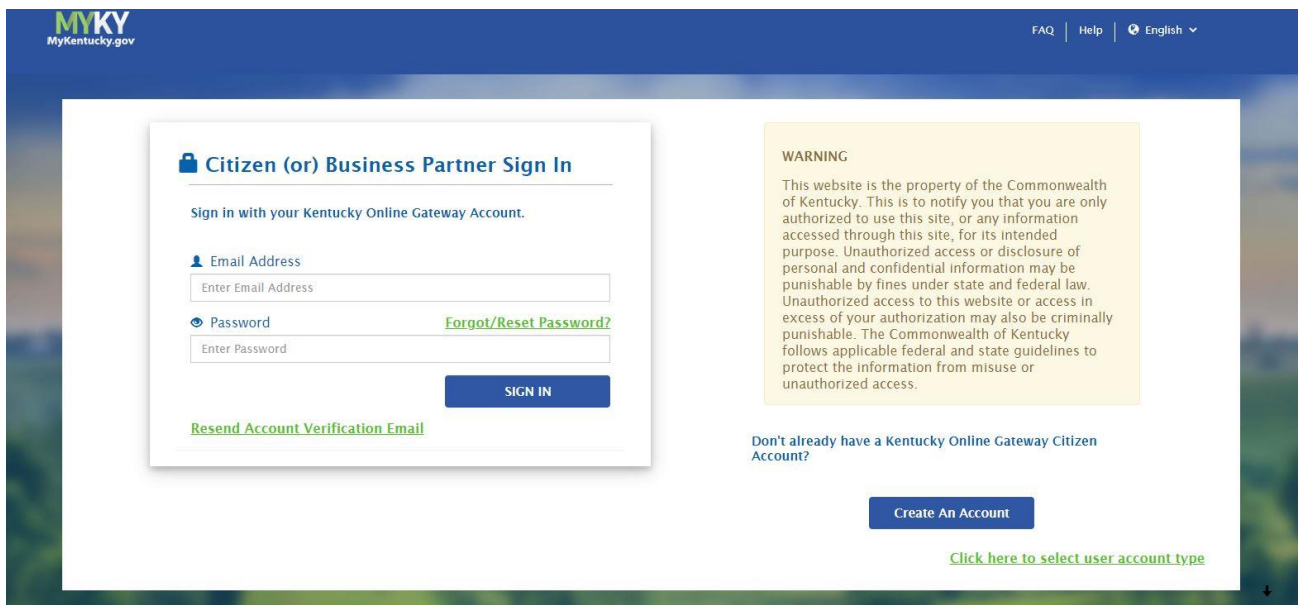 MYKY
MyKentucky.gov
FAQ
Help
English
Citizen (or) Business Partner Sign In
Sign in with your Kentucky Online Gateway Account.
Email Address
Enter Email Address
Password
Forgot/Reset Password?
Enter Password
SIGN IN
Resend Account Verification Email
WARNING
This website is the property of the Commonwealth
of Kentucky. This is to notify you that you are only
authorized to use this site, or any information
accessed through this site, for its intended
purpose. Unauthorized access or disclosure of
personal and confidential information may be
punishable by fines under state and federal law.
Unauthorized access to this website or access in
excess of your authorization may also be criminally
punishable. The Commonwealth of Kentucky
follows applicable federal and state guidelines to
protect the information from misuse or
unauthorized access.
Don't already have a Kentucky Online Gateway Citizen
Account?
Create An Account
Click here to select user account type